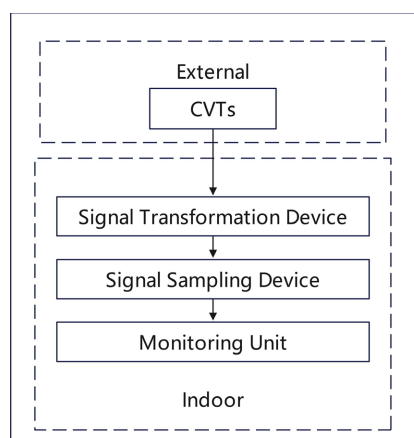 External
CVTs
Signal Transformation Device
Signal Sampling Device
Monitoring Unit
Indoor